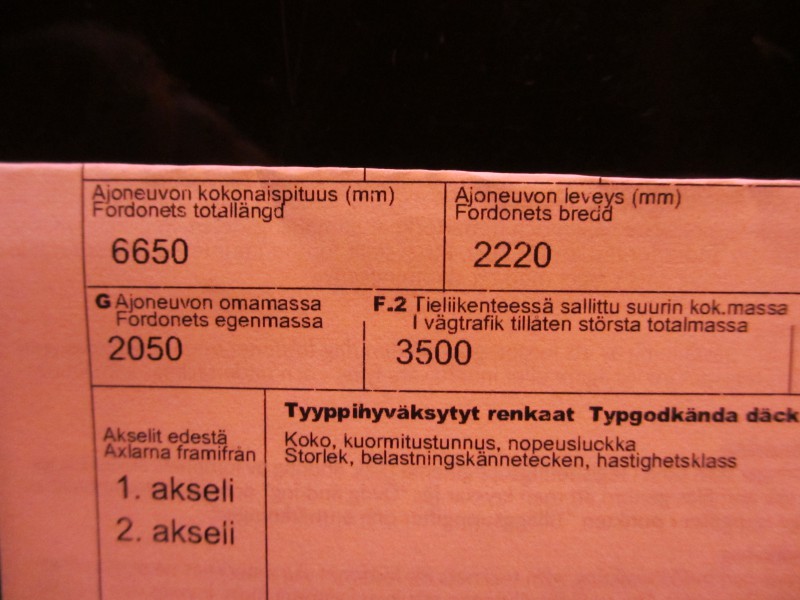 Ajoneuvon kokonaispituus (mm)
Fordonets totallängd
6650
Ajoneuvon leveys (mm)
Fordonets bredd
2220
G Ajoneuvon omamassa
Fordonets egenmassa
2050
F.2 Tieliikenteessä sallittu suurin kok.massa
I vägtrafik tillåten största totalmassa
3500
Akselit edestä
Axlarna framifrån
1. akseli
2. akseli
Tyyppihyväksytyt renkaat Typgodkända däck
Koko, kuormitustunnus, nopeusluokka
Storlek, belastningskännetecken, hastighetsklass